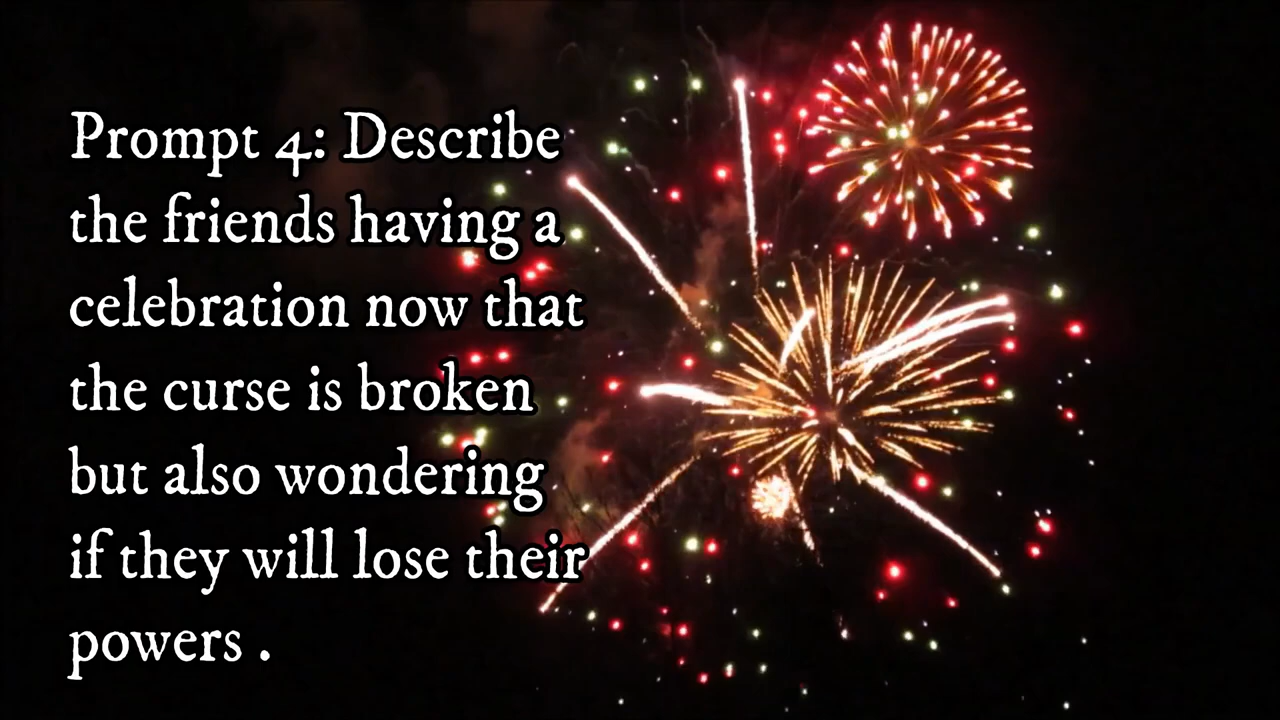 Prompt 4: Describe
the friends having a
celebration now that
the curse is broken
but also wondering
if they will lose their
powers .